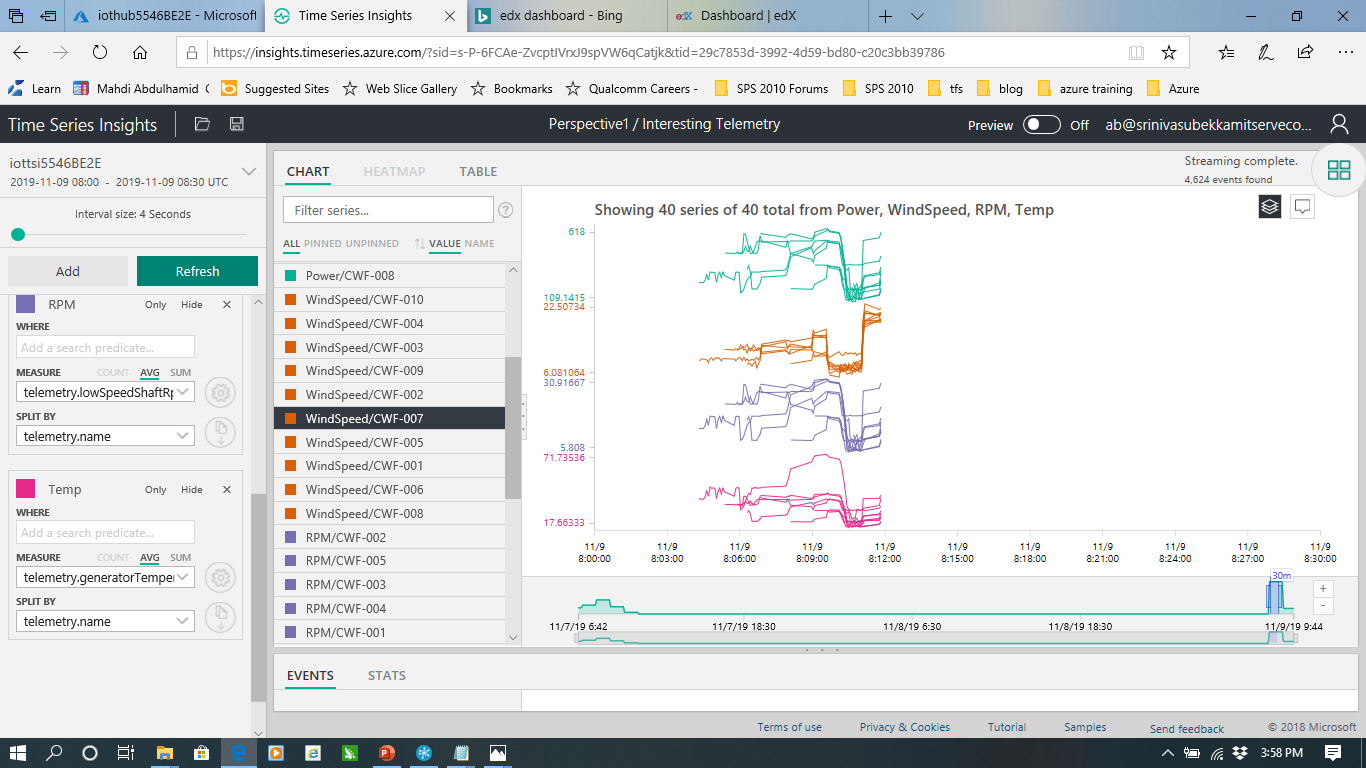 iothub5546BE2E - Microsoft
Time Series Insights
edx dashboard - Bing
edX Dashboard | edX
https://insights.timeseries.azure.com/?sid=s-P-6FCAe-ZvcptIVrxJ9spVW6qCatjk&tid=29c7853d-3992-4d59-bd80-c20c3bb39786
Learn Mahdi Abdulhamid Suggested Sites Web Slice Gallery Bookmarks Qualcomm Careers - SPS 2010 Forums SPS 2010 tfs blog azure training Azure
Time Series Insights
Perspective1 / Interesting Telemetry
Preview Off ab@srinivasubekkamitserveco...
iottsi5546BE2E
2019-11-09 08:00 - 2019-11-09 08:30 UTC
Interval size: 4 Seconds
Add Refresh
RPM Only Hide
WHERE
Add a search predicate...
MEASURE COUNT AVG SUM
telemetry.lowSpeedShaftRp
SPLIT BY
telemetry.name
Temp Only Hide
WHERE
Add a search predicate...
MEASURE COUNT AVG SUM
telemetry.generatorTemper
SPLIT BY
telemetry.name
CHART HEATMAP TABLE
Streaming complete.
4,624 events found
Filter series... ?
ALL PINNED UNPINNED VALUE NAME
Power/CWF-008
WindSpeed/CWF-010
WindSpeed/CWF-004
WindSpeed/CWF-003
WindSpeed/CWF-009
WindSpeed/CWF-002
WindSpeed/CWF-007
WindSpeed/CWF-005
WindSpeed/CWF-001
WindSpeed/CWF-006
WindSpeed/CWF-008
RPM/CWF-002
RPM/CWF-005
RPM/CWF-003
RPM/CWF-004
RPM/CWF-001
Showing 40 series of 40 total from Power, WindSpeed, RPM, Temp
618
109.1415
22.50734
6.081064
30.91667
5.808
71.73536
17.66333
11/9 11/9 11/9 11/9 11/9 11/9 11/9 11/9 11/9 11/9 11/9
8:00:00 8:03:00 8:06:00 8:09:00 8:12:00 8:15:00 8:18:00 8:21:00 8:24:00 8:27:00 8:30:00
30m
+
-
11/7/19 6:42 11/7/19 18:30 11/8/19 6:30 11/8/19 18:30 11/9/19 9:44
EVENTS STATS
Terms of use Privacy & Cookies Tutorial Samples Send feedback © 2018 Microsoft
3:58 PM